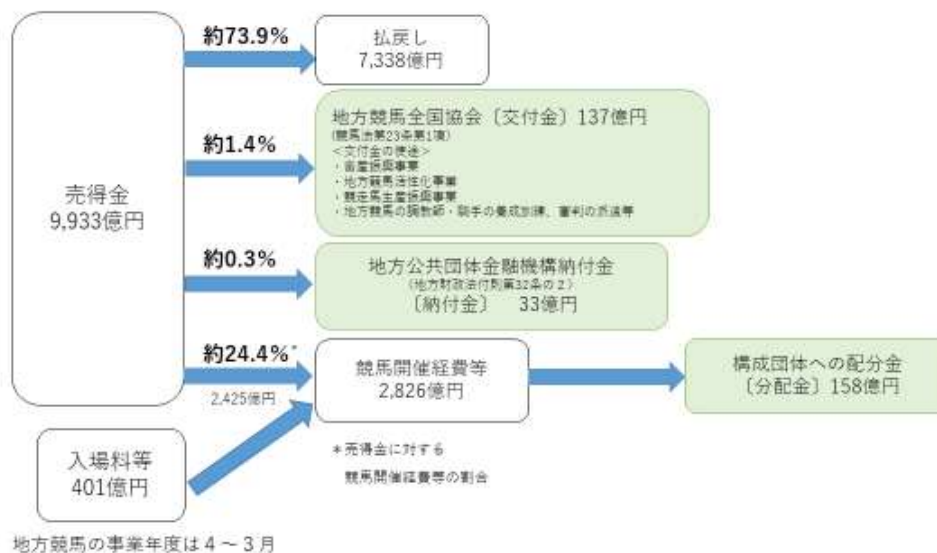 売得金
9,933億円
約73.9%
払戻し
7,338億円
約1.4%
地方競馬全国協会〔交付金〕137億円
(競馬法第23条第1項)
<交付金の使途>
・畜産振興事業
・地方競馬活性化事業
・競走馬生産振興事業
・地方競馬の調教師・騎手の養成訓練、審判の派遣等
約0.3%
地方公共団体金融機構納付金
(地方財政法付則第32条の2)
〔納付金〕 33億円
約24.4%*
2,425億円
競馬開催経費等
2,826億円
構成団体への配分金
〔分配金〕158億円
入場料等
401億円
*売得金に対する
競馬開催経費等の割合
地方競馬の事業年度は4~3月